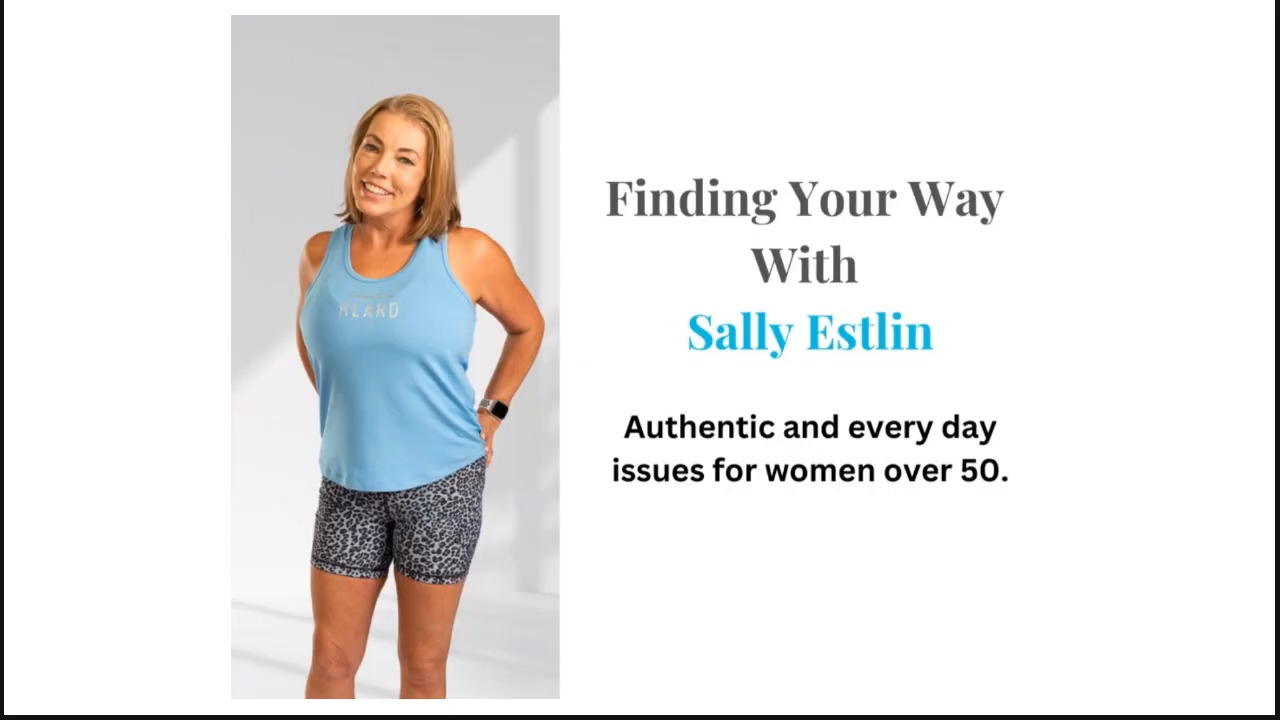 HEARD
Finding Your Way
With
Sally Estlin
Authentic and every day
issues for women over 50.